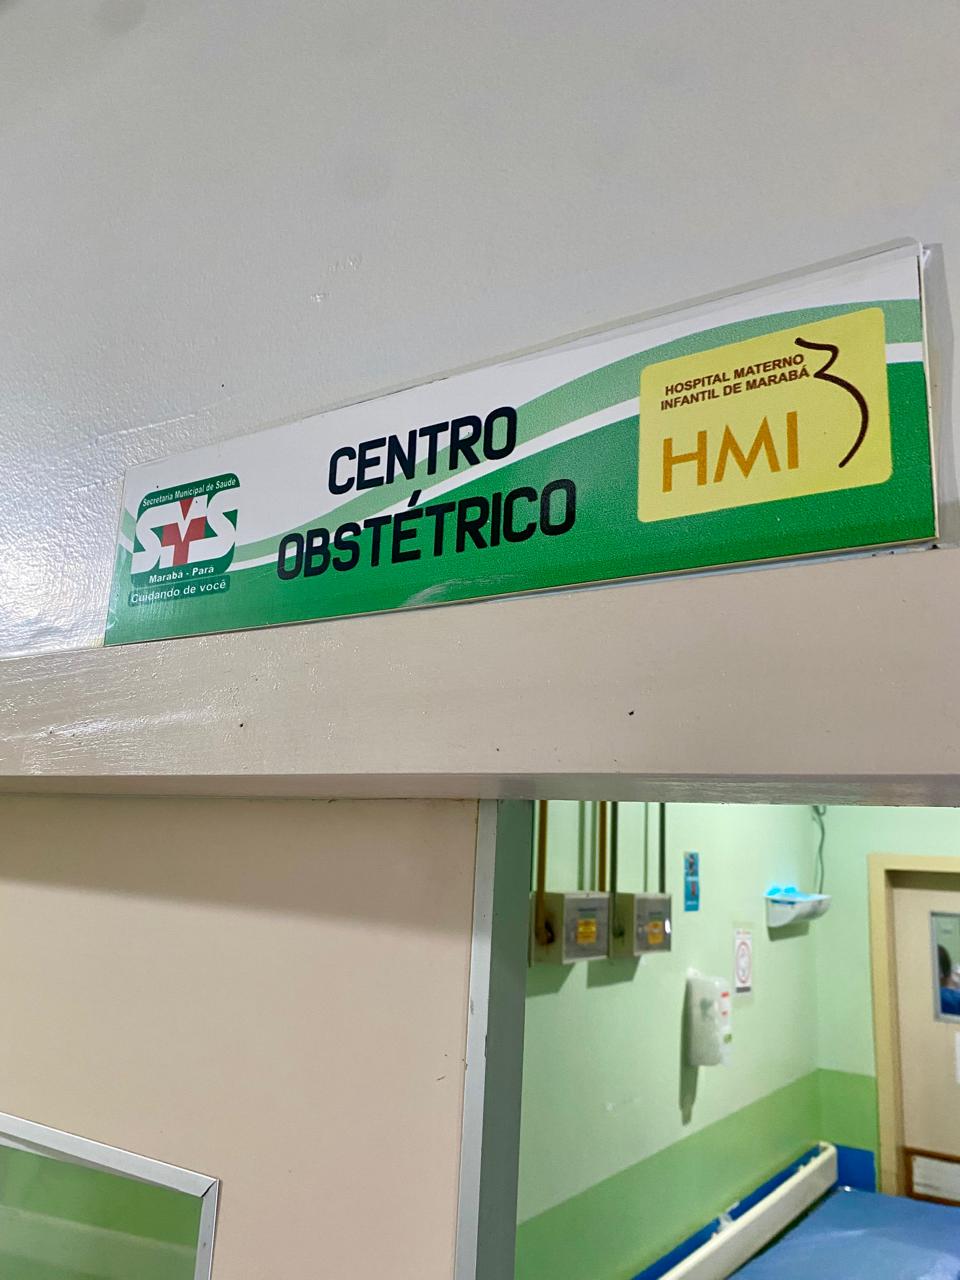 Secretaria Municipal de Saúde
SMS
Marabá - Pará
Cuidando de você
CENTRO
OBSTÉTRICO
HOSPITAL MATERNO
INFANTIL DE MARABÁ
HMI